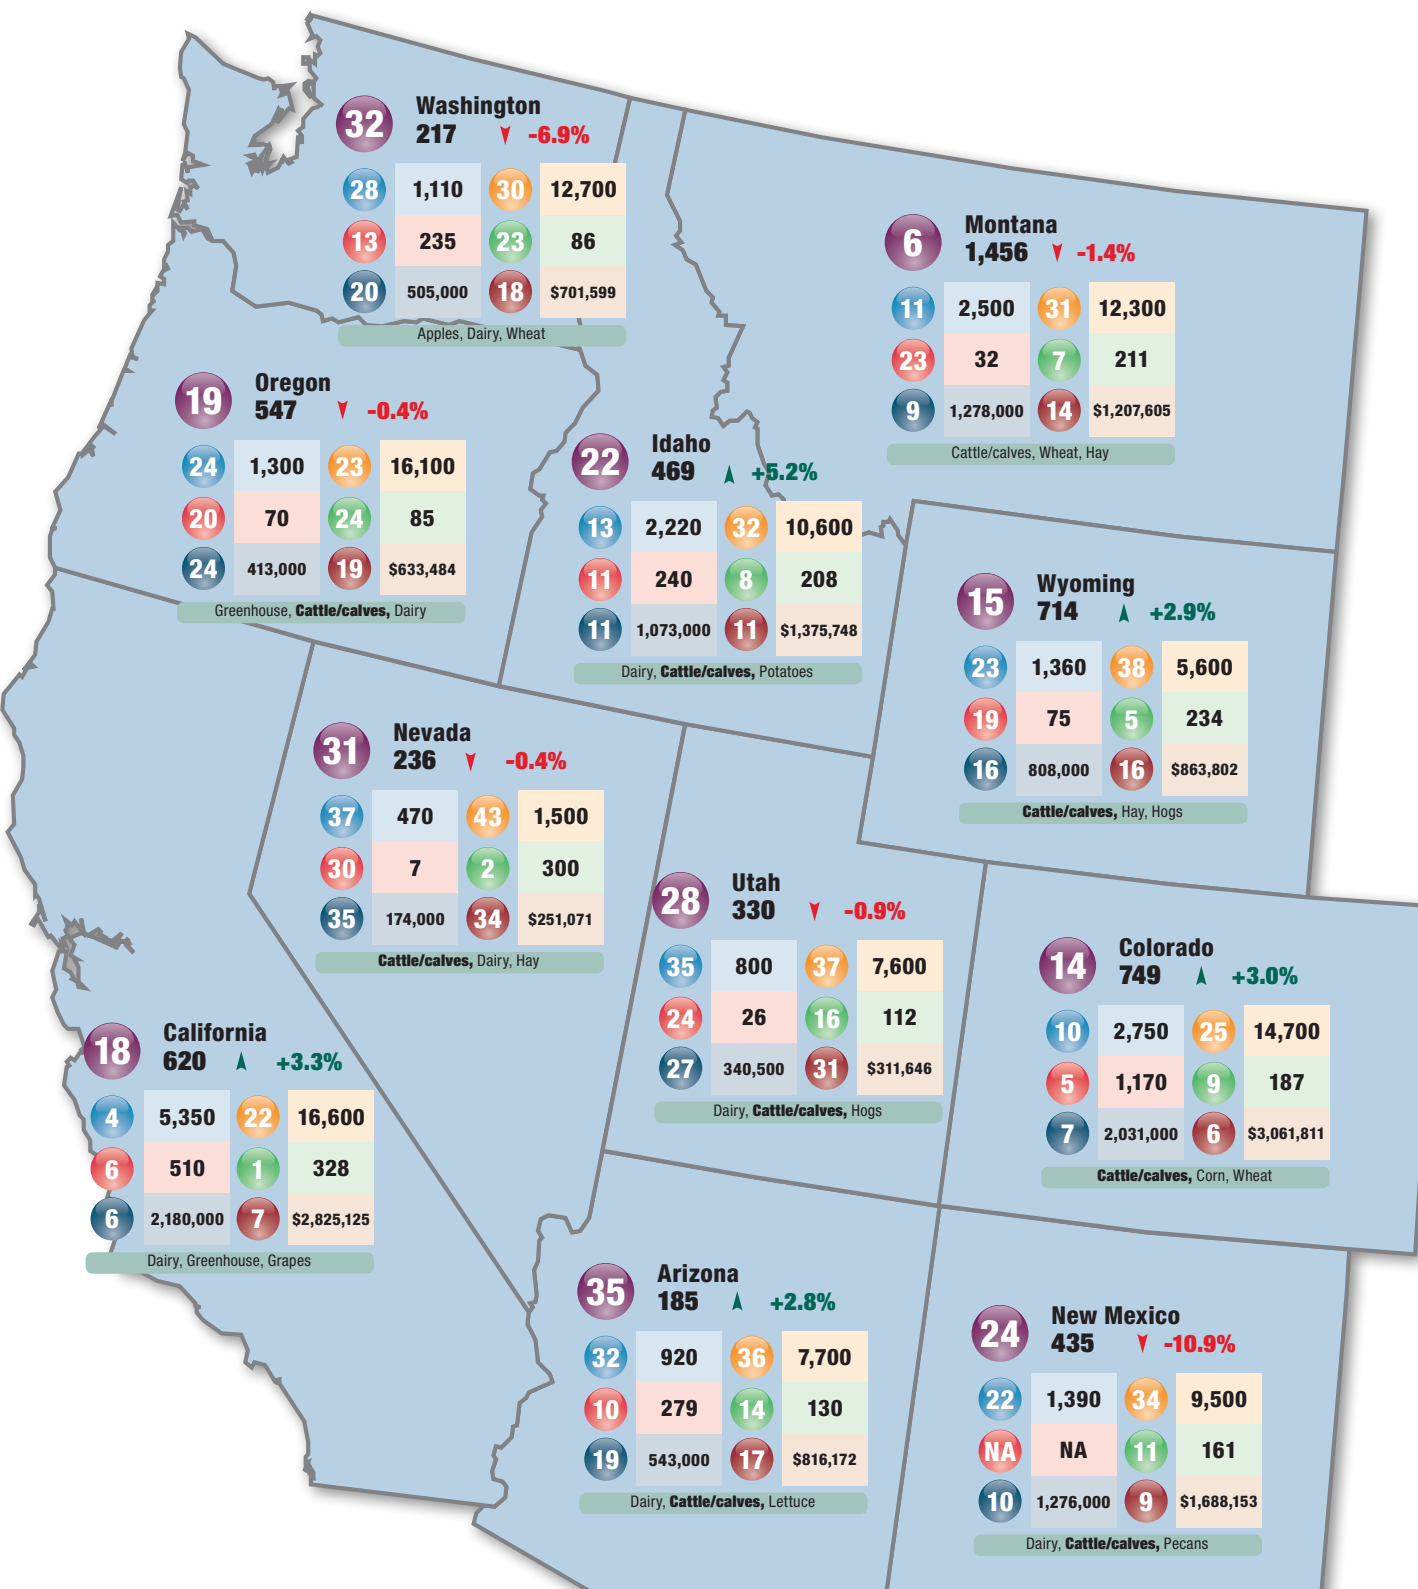 32 Washington
217 -6.9%
28 1,110 30 12,700
13 235 23 86
20 505,000 18 $701,599
Apples, Dairy, Wheat
6 Montana
1,456 -1.4%
11 2,500 31 12,300
23 32 7 211
9 1,278,000 14 $1,207,605
Cattle/calves, Wheat, Hay
19 Oregon
547 -0.4%
24 1,300 23 16,100
20 70 24 85
24 413,000 19 $633,484
Greenhouse, Cattle/calves, Dairy
22 Idaho
469 +5.2%
13 2,220 32 10,600
11 240 8 208
11 1,073,000 11 $1,375,748
Dairy, Cattle/calves, Potatoes
15 Wyoming
714 +2.9%
23 1,360 38 5,600
19 75 5 234
16 808,000 16 $863,802
Cattle/calves, Hay, Hogs
31 Nevada
236 -0.4%
37 470 43 1,500
30 7 2 300
35 174,000 34 $251,071
Cattle/calves, Dairy, Hay
28 Utah
330 -0.9%
35 800 37 7,600
24 26 16 112
27 340,500 31 $311,646
Dairy, Cattle/calves, Hogs
14 Colorado
749 +3.0%
10 2,750 25 14,700
5 1,170 9 187
7 2,031,000 6 $3,061,811
Cattle/calves, Corn, Wheat
18 California
620 +3.3%
4 5,350 22 16,600
6 510 1 328
6 2,180,000 7 $2,825,125
Dairy, Greenhouse, Grapes
35 Arizona
185 +2.8%
32 920 36 7,700
10 279 14 130
19 543,000 17 $816,172
Dairy, Cattle/calves, Lettuce
24 New Mexico
435 -10.9%
22 1,390 34 9,500
NA NA 11 161
10 1,276,000 9 $1,688,153
Dairy, Cattle/calves, Pecans